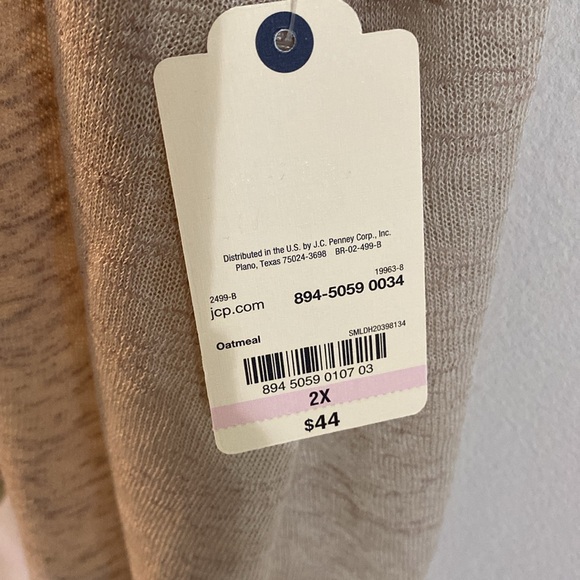 Distributed in the U.S. by J.C. Penney Corp., Inc.
Plano, Texas 75024-3698 BR-02-499-B
19963-8
2499-B
jcp.com 894-5059 0034
Oatmeal
SMLDH20398134
894 5059 0107 03
2X
$44